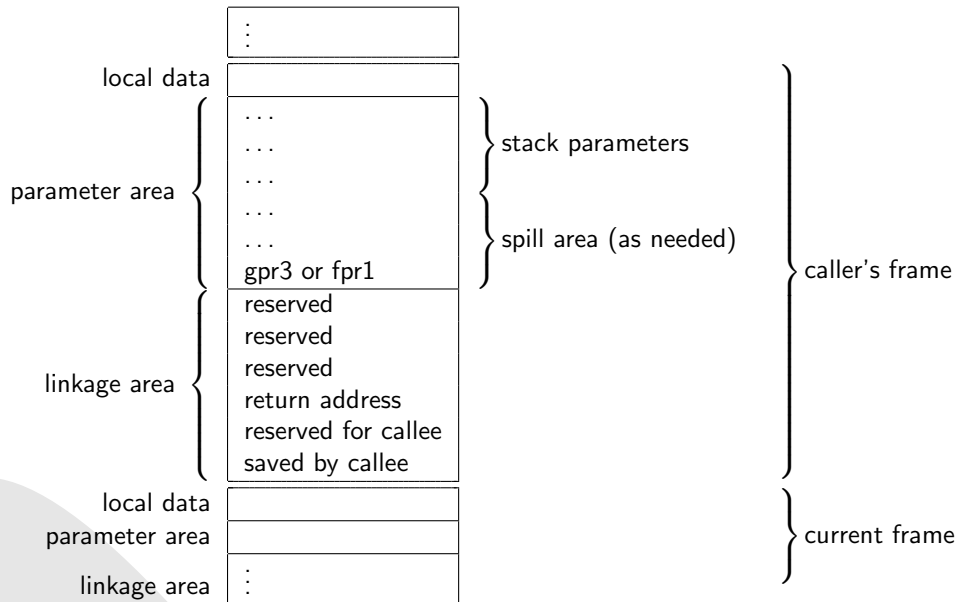 ⋮
local data
. . .
. . . stack parameters
. . .
parameter area
. . .
. . . spill area (as needed)
gpr3 or fpr1 caller's frame
reserved
reserved
reserved
linkage area
return address
reserved for callee
saved by callee
local data
parameter area current frame
linkage area ⋮